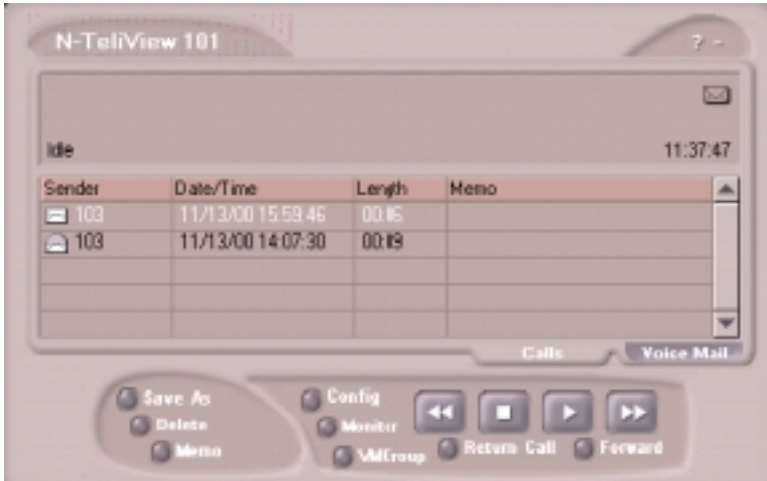 N-TeliView 101
? -
Idle
11:37:47
Sender Date/Time Length Memo
103 11/13/00 15:59:46 00:16
103 11/13/00 14:07:30 00:19
Calls Voice Mail
Save As
Delete
Memo
Config
Monitor
VMGroup
Return Call
Forward